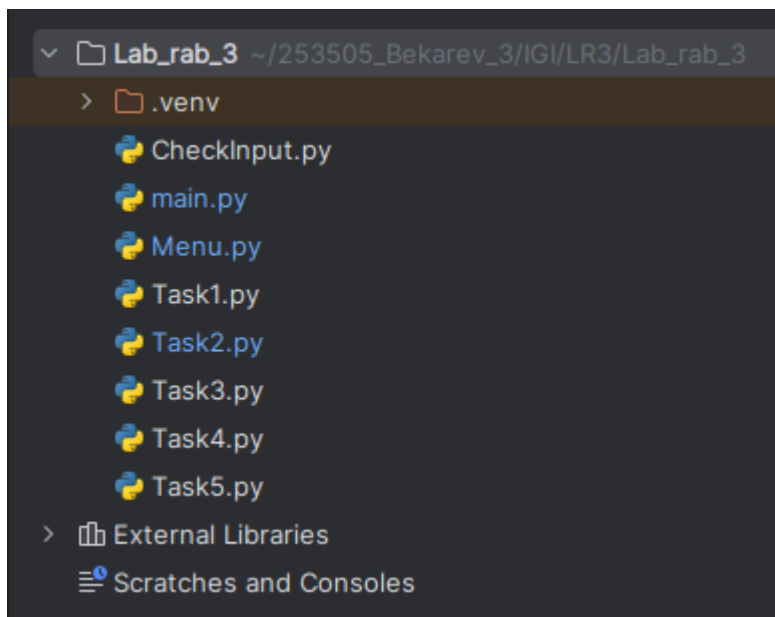 Lab_rab_3 ~/253505_Bekarev_3/IGI/LR3/Lab_rab_3
.venv
CheckInput.py
main.py
Menu.py
Task1.py
Task2.py
Task3.py
Task4.py
Task5.py
External Libraries
Scratches and Consoles